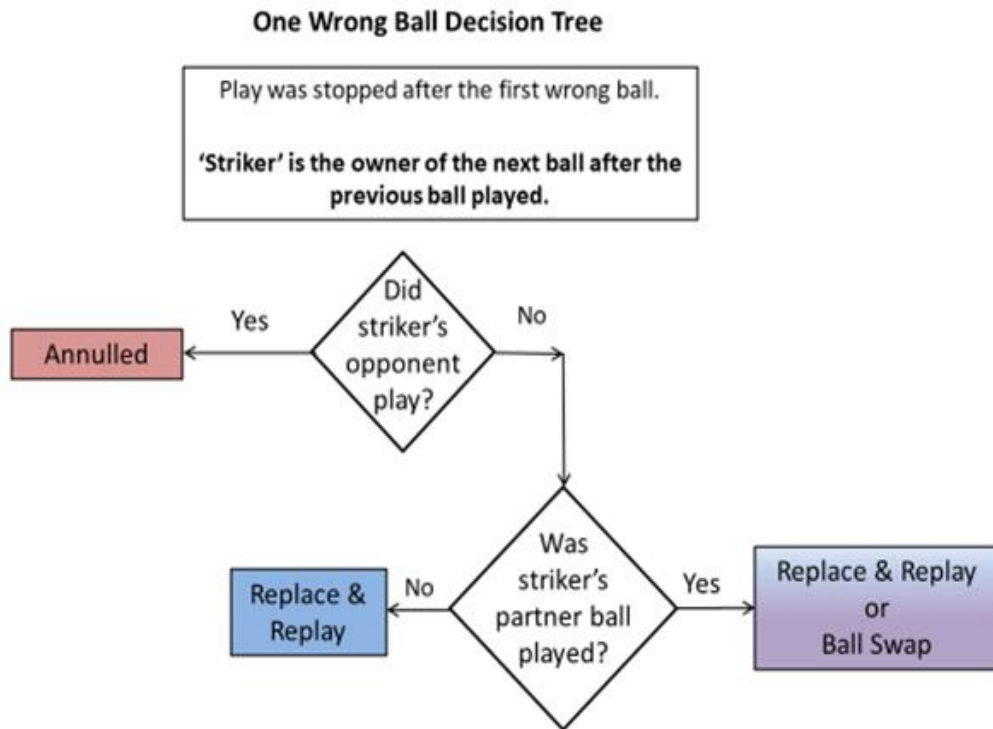 One Wrong Ball Decision Tree
Play was stopped after the first wrong ball.
‘Striker’ is the owner of the next ball after the
previous ball played.
Did
striker’s
opponent
play?
Yes
No
Annulled
Was
striker’s
partner ball
played?
No
Yes
Replace &
Replay
Replace & Replay
or
Ball Swap